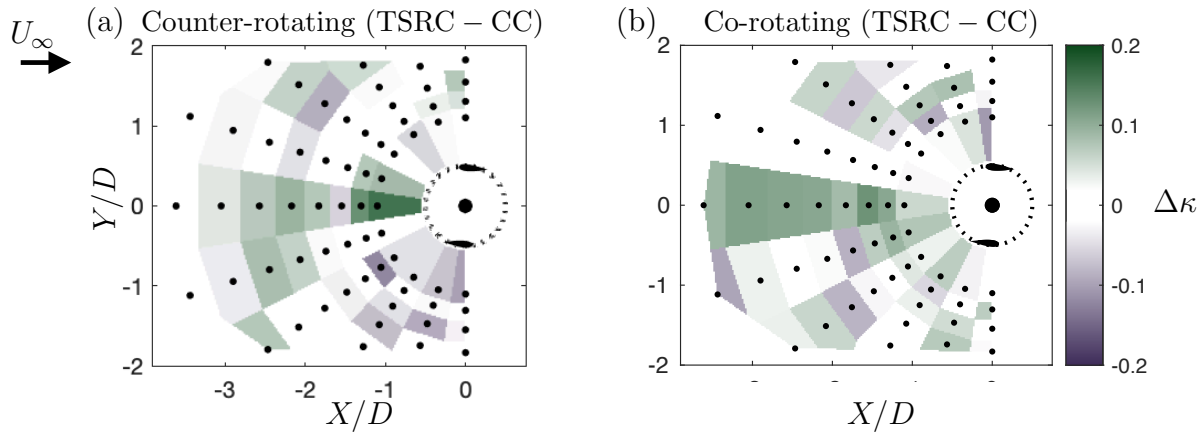 (a) Counter-rotating (TSRC − CC)
(b) Co-rotating (TSRC − CC)
U∞
2
1
0
-1
-2
Y/D
-3
-2
-1
0
X/D
2
1
0
-1
-2
X/D
0.2
0.1
0
-0.1
-0.2
Δκ